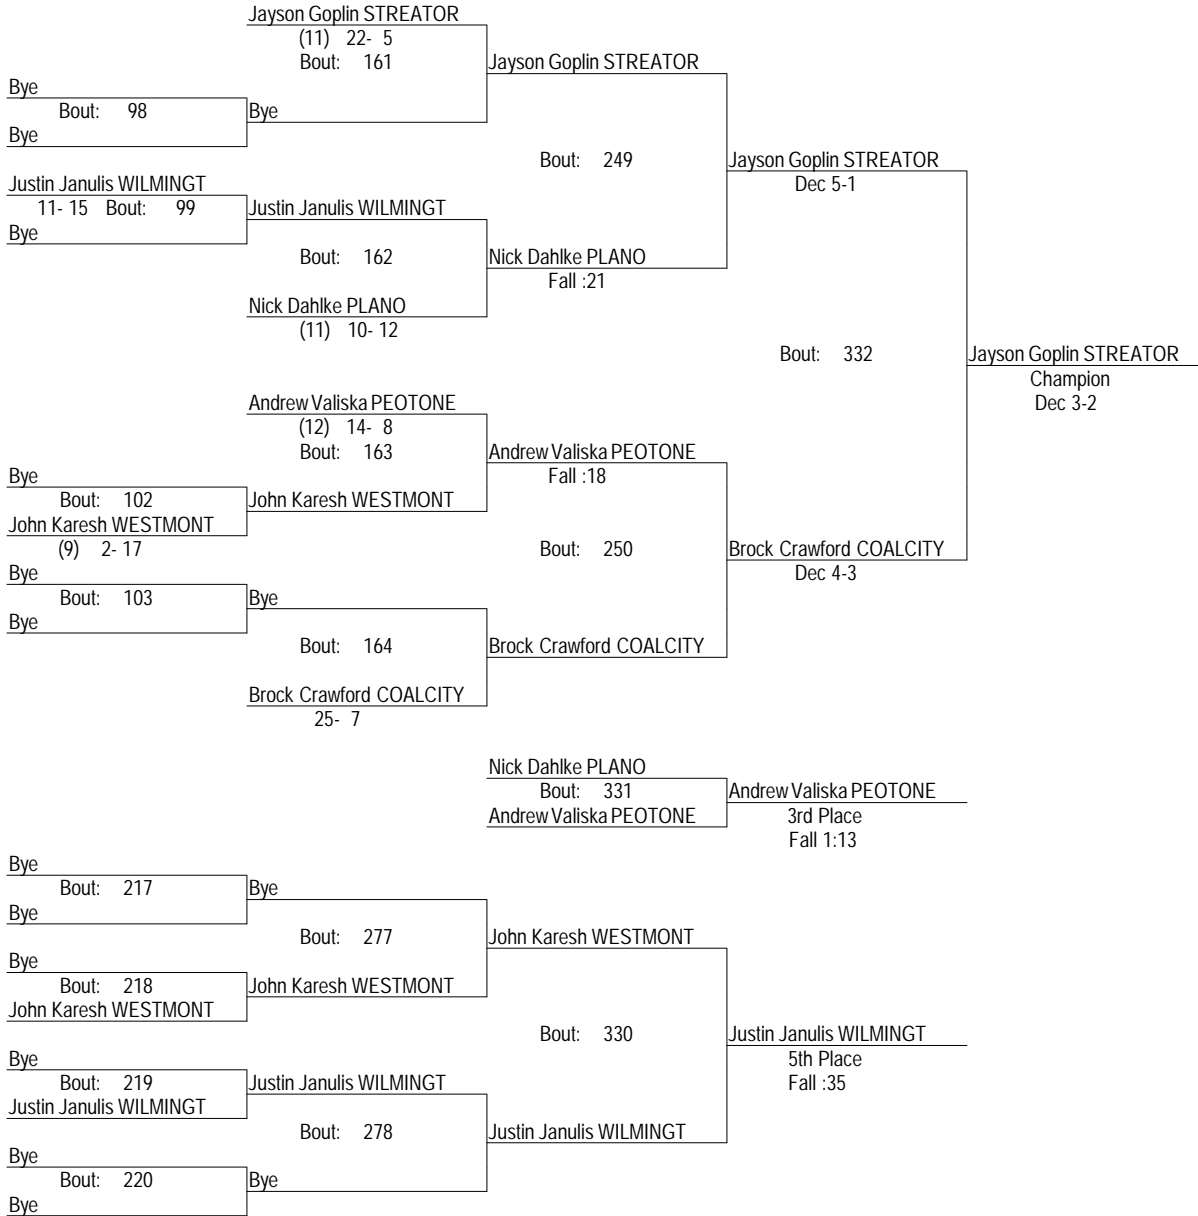 Jayson Goplin STREATOR
(11) 22- 5
Bout: 161
Jayson Goplin STREATOR
Bye
Bout: 98
Bye
Bye
Bout: 249
Jayson Goplin STREATOR
Dec 5-1
Justin Janulis WILMINGT
11- 15 Bout: 99
Justin Janulis WILMINGT
Bye
Bout: 162
Nick Dahlke PLANO
Fall :21
Nick Dahlke PLANO
(11) 10- 12
Bout: 332
Jayson Goplin STREATOR
Champion
Dec 3-2
Andrew Valiska PEOTONE
(12) 14- 8
Bout: 163
Andrew Valiska PEOTONE
Fall :18
Bye
Bout: 102
John Karesh WESTMONT
John Karesh WESTMONT
(9) 2- 17
Bout: 250
Brock Crawford COALCITY
Dec 4-3
Bye
Bout: 103
Bye
Bye
Bout: 164
Brock Crawford COALCITY
Brock Crawford COALCITY
25- 7
Nick Dahlke PLANO
Bout: 331
Andrew Valiska PEOTONE
Andrew Valiska PEOTONE
3rd Place
Fall 1:13
Bye
Bout: 217
Bye
Bye
Bout: 277
John Karesh WESTMONT
Bye
Bout: 218
John Karesh WESTMONT
John Karesh WESTMONT
Bout: 330
Justin Janulis WILMINGT
5th Place
Fall :35
Bye
Bout: 219
Justin Janulis WILMINGT
Justin Janulis WILMINGT
Bout: 278
Justin Janulis WILMINGT
Bye
Bout: 220
Bye
Bye